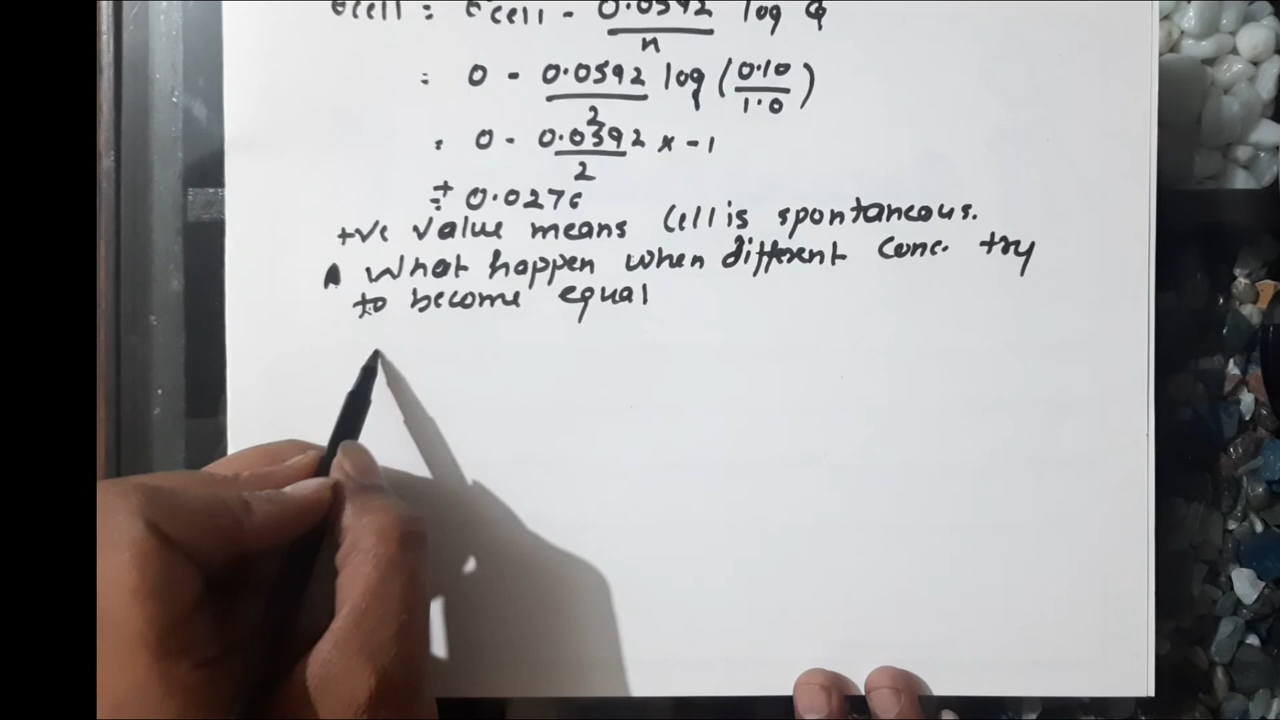 Ecell = E°cell - 0.0592/n log Q
= 0 - 0.0592/2 log (0.10/1.0)
= 0 - 0.0592/2 x -1
= + 0.0276
+ve value means cell is spontaneous.
What happen when different conc. try
to become equal